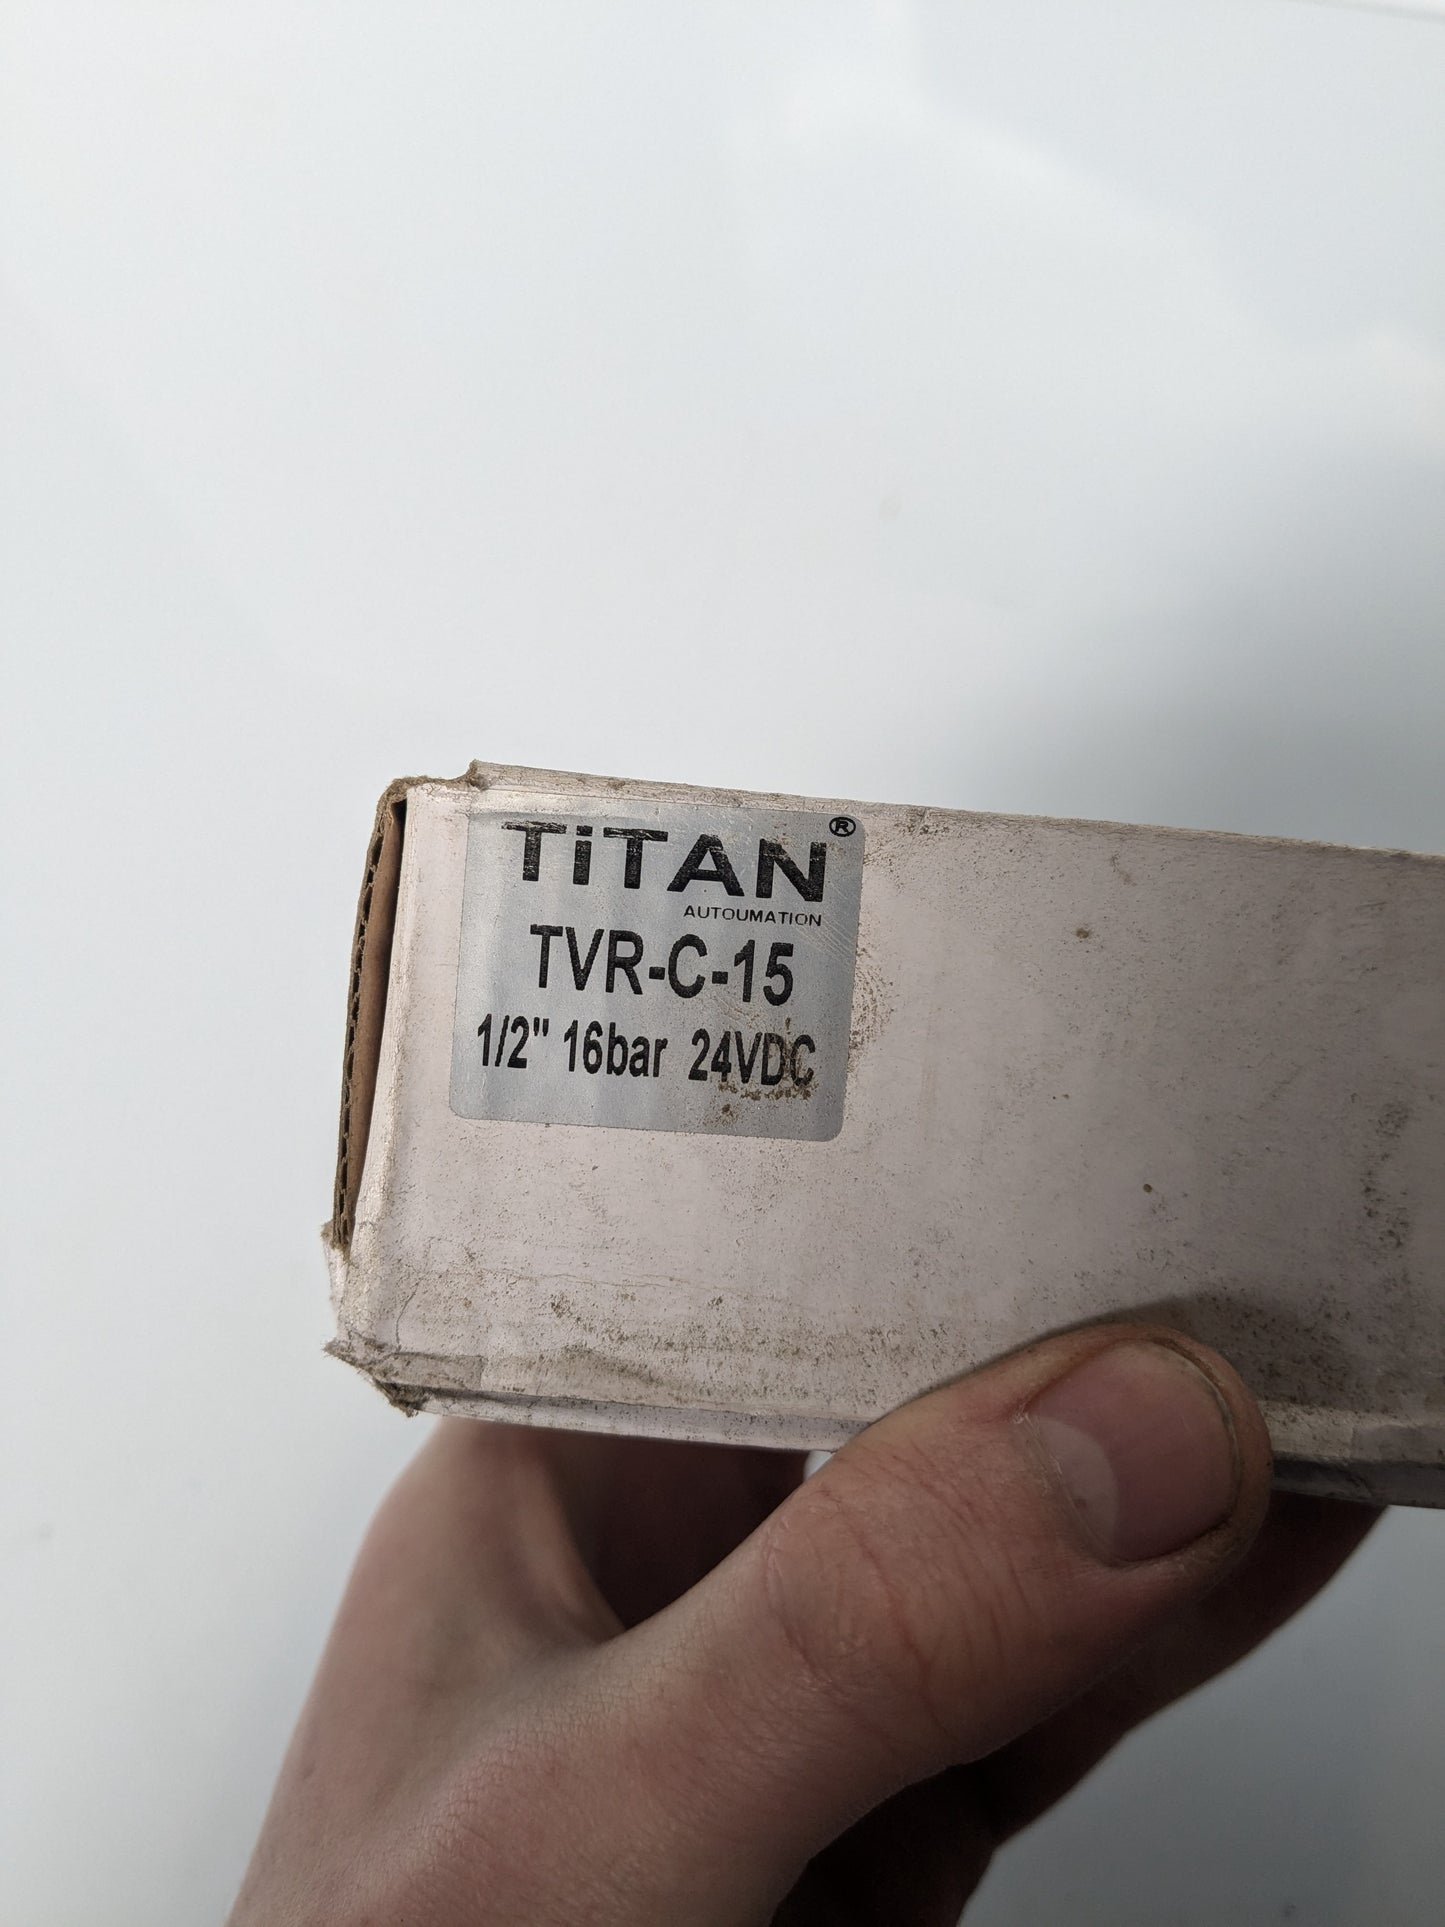 TiTAN®
AUTOUMATION
TVR-C-15
1/2" 16bar 24VDC